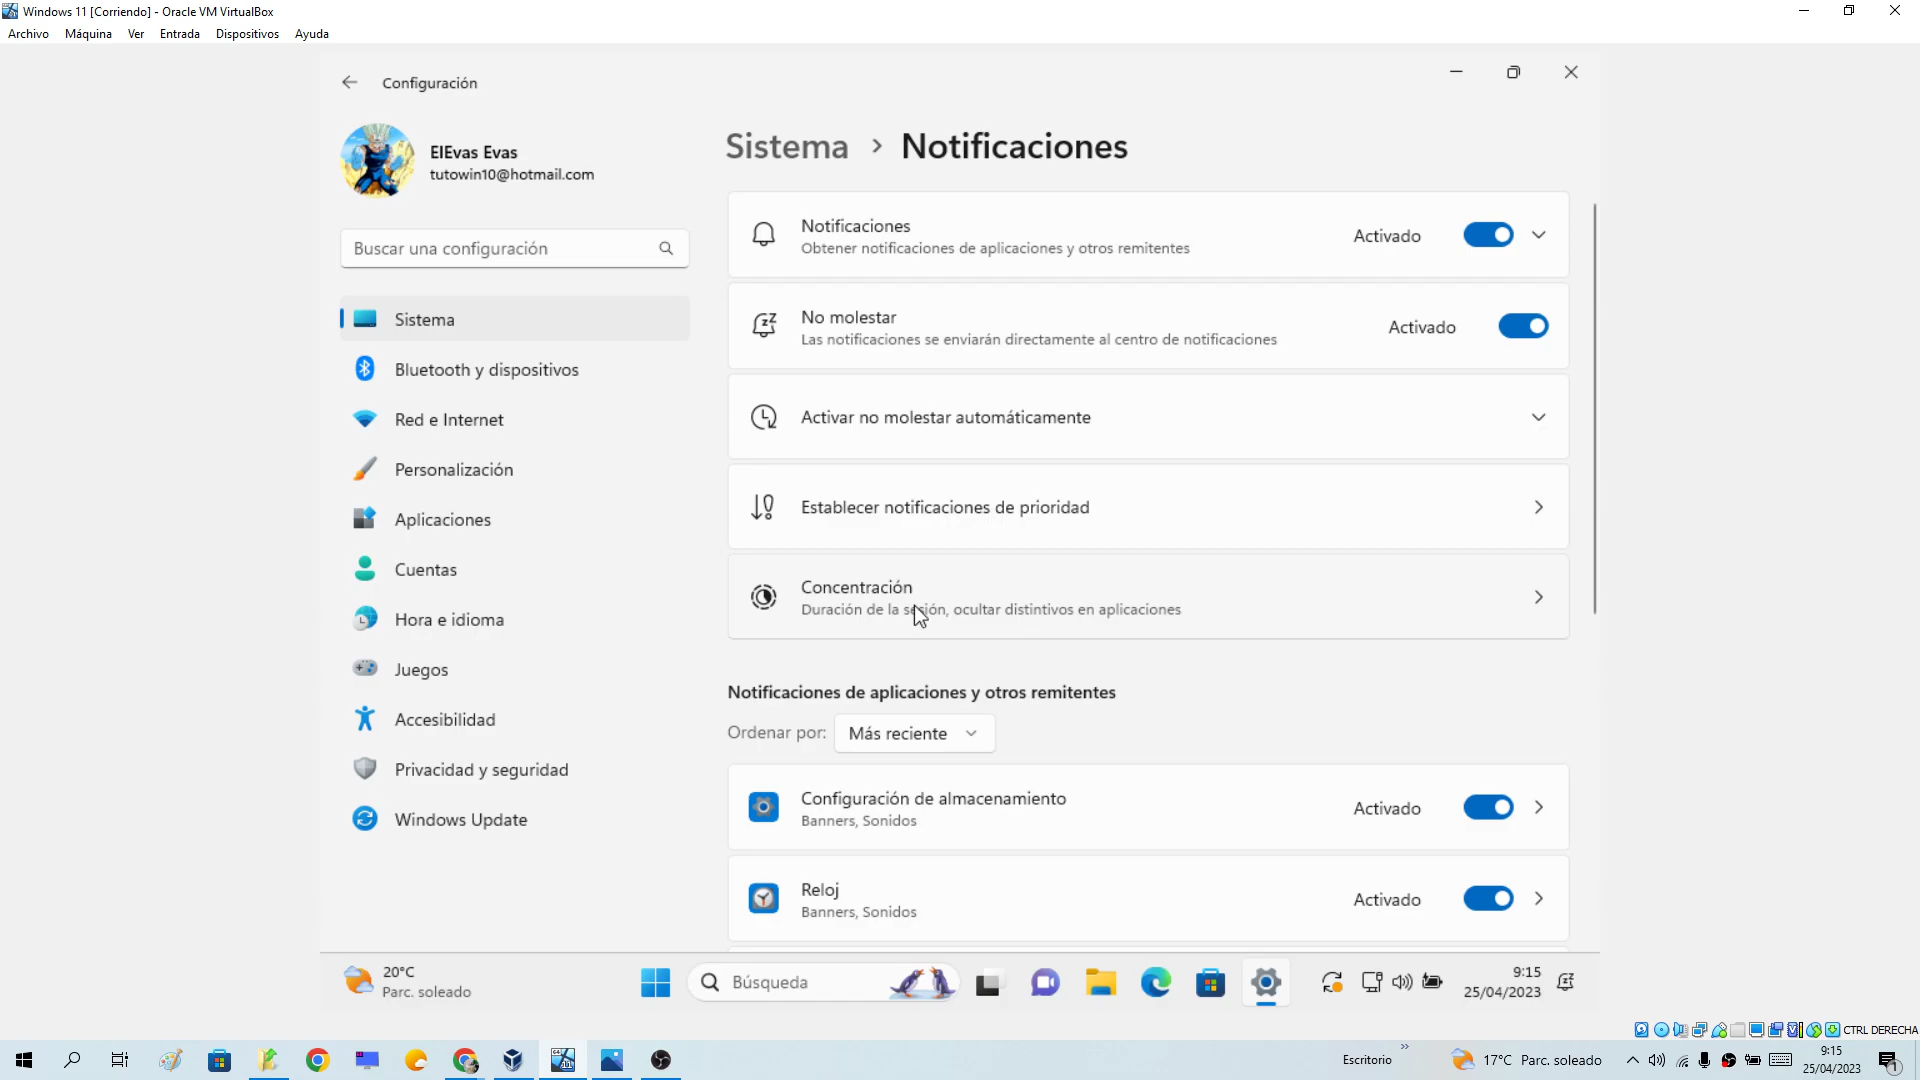 Windows 11 [Corriendo] - Oracle VM VirtualBox
Archivo Máquina Ver Entrada Dispositivos Ayuda
Configuración
ElEvas Evas
tutowin10@hotmail.com
Buscar una configuración
Sistema
Bluetooth y dispositivos
Red e Internet
Personalización
Aplicaciones
Cuentas
Hora e idioma
Juegos
Accesibilidad
Privacidad y seguridad
Windows Update
Sistema > Notificaciones
Notificaciones
Obtener notificaciones de aplicaciones y otros remitentes
Activado
No molestar
Las notificaciones se enviarán directamente al centro de notificaciones
Activado
Activar no molestar automáticamente
Establecer notificaciones de prioridad
Concentración
Duración de la sesión, ocultar distintivos en aplicaciones
Notificaciones de aplicaciones y otros remitentes
Ordenar por: Más reciente
Configuración de almacenamiento
Banners, Sonidos
Activado
Reloj
Banners, Sonidos
Activado
20°C
Parc. soleado
Búsqueda
9:15
25/04/2023
CTRL DERECHA
Escritorio
17°C Parc. soleado
9:15
25/04/2023
1